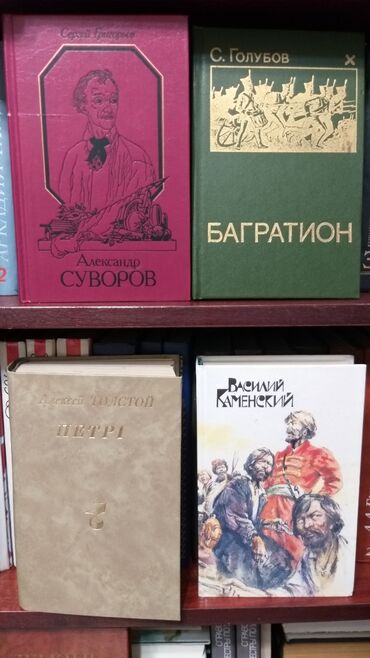 Сергей Григорьев
Александр
СУВОРОВ
С. ГОЛУБОВ
БАГРАТИОН
Алексей ТОЛСТОЙ
ПЕТР I
ВАСИЛИЙ
КАМЕНСКИЙ